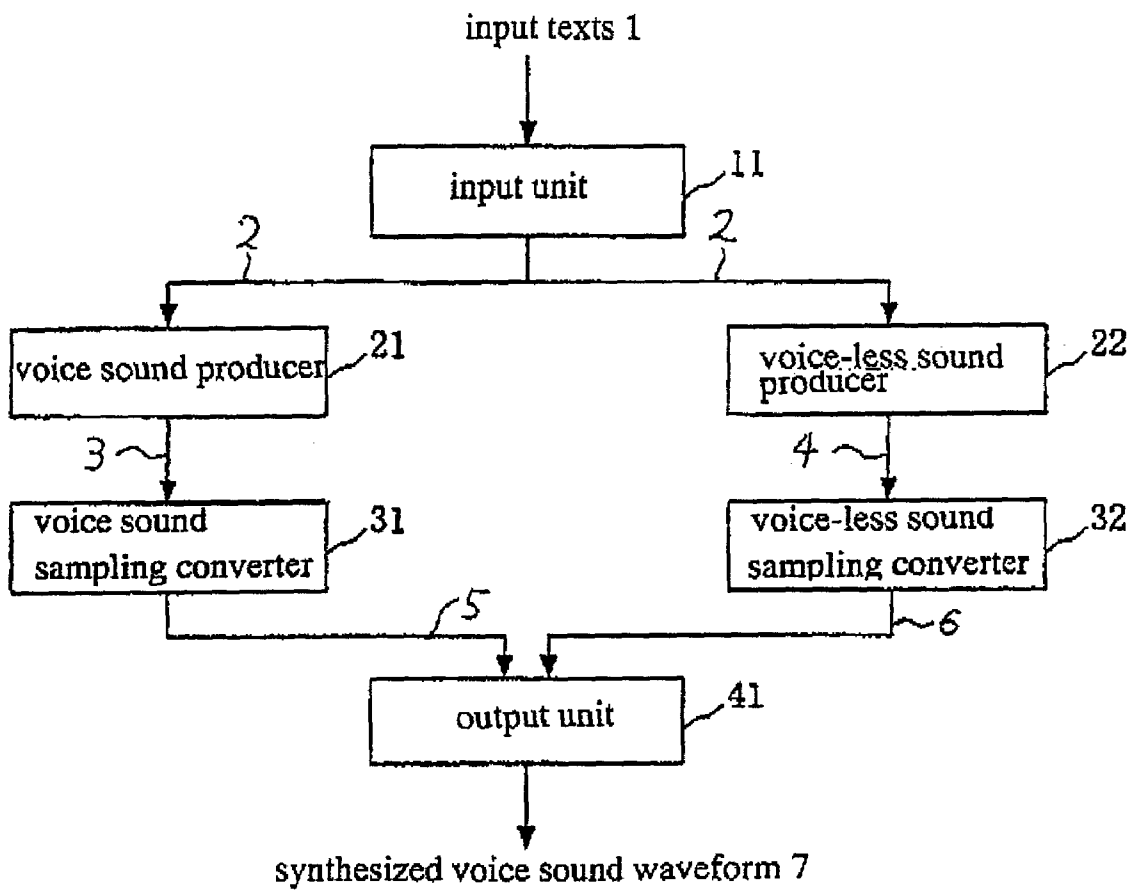 input texts 1
input unit
11
2
2
voice sound producer
21
voice-less sound
producer
22
3
4
voice sound
sampling converter
31
voice-less sound
sampling converter
32
5
6
output unit
41
synthesized voice sound waveform 7